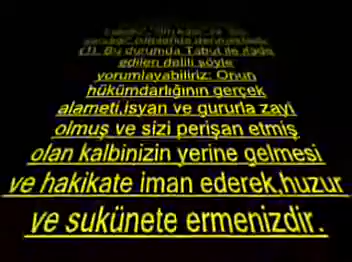 (1). Bu durumda Tabut ile ifade
edilen delili şöyle
yorumlayabiliriz: Onun
hükümdarlığının gerçek
alameti,isyan ve gururla zayi
olmuş ve sizi perişan etmiş
olan kalbinizin yerine gelmesi
ve hakikate iman ederek,huzur
ve sukünete ermenizdir.